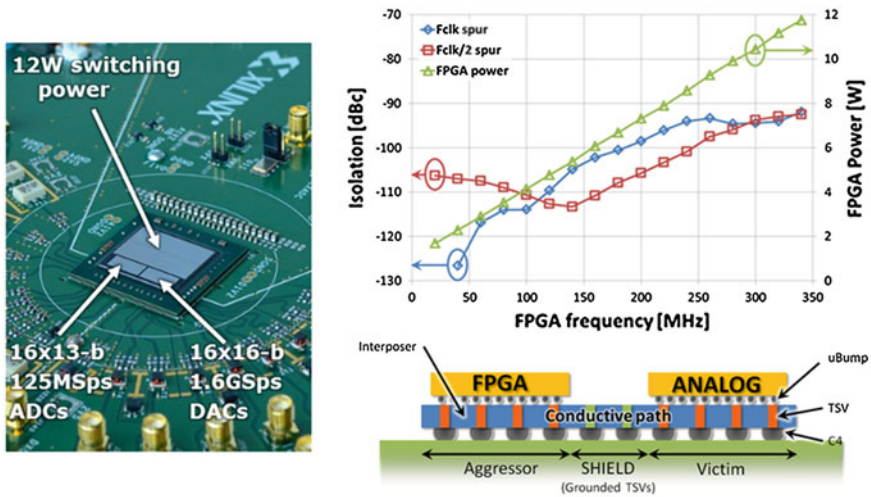 12W switching
power
XILINX
16x13-b
125MSps
ADCs
16x16-b
1.6GSps
DACs
Fclk spur
Fclk/2 spur
FPGA power
Isolation [dBc]
-70
-80
-90
-100
-110
-120
-130
0
50
100
150
200
250
300
350
FPGA frequency [MHz]
12
10
8
6
4
2
0
FPGA Power [W]
Interposer
uBump
FPGA
ANALOG
Conductive path
TSV
C4
Aggressor
SHIELD
Victim
(Grounded TSVs)